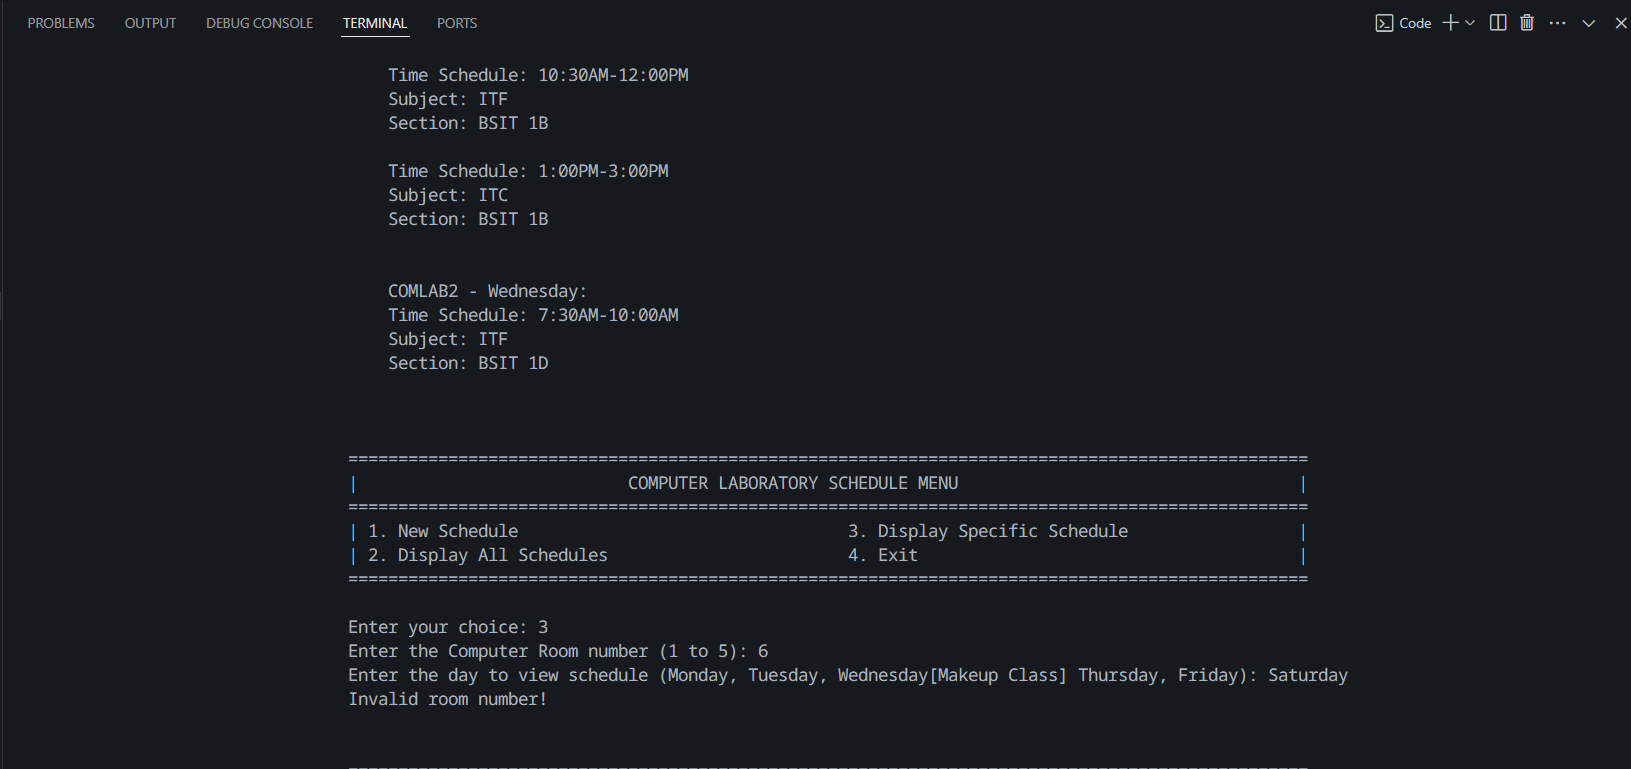 PROBLEMS OUTPUT DEBUG CONSOLE TERMINAL PORTS Code
Time Schedule: 10:30AM-12:00PM
Subject: ITF
Section: BSIT 1B
Time Schedule: 1:00PM-3:00PM
Subject: ITC
Section: BSIT 1B
COMLAB2 - Wednesday:
Time Schedule: 7:30AM-10:00AM
Subject: ITF
Section: BSIT 1D
================================================================================================
| COMPUTER LABORATORY SCHEDULE MENU |
================================================================================================
| 1. New Schedule 3. Display Specific Schedule |
| 2. Display All Schedules 4. Exit |
================================================================================================
Enter your choice: 3
Enter the Computer Room number (1 to 5): 6
Enter the day to view schedule (Monday, Tuesday, Wednesday[Makeup Class] Thursday, Friday): Saturday
Invalid room number!
================================================================================================